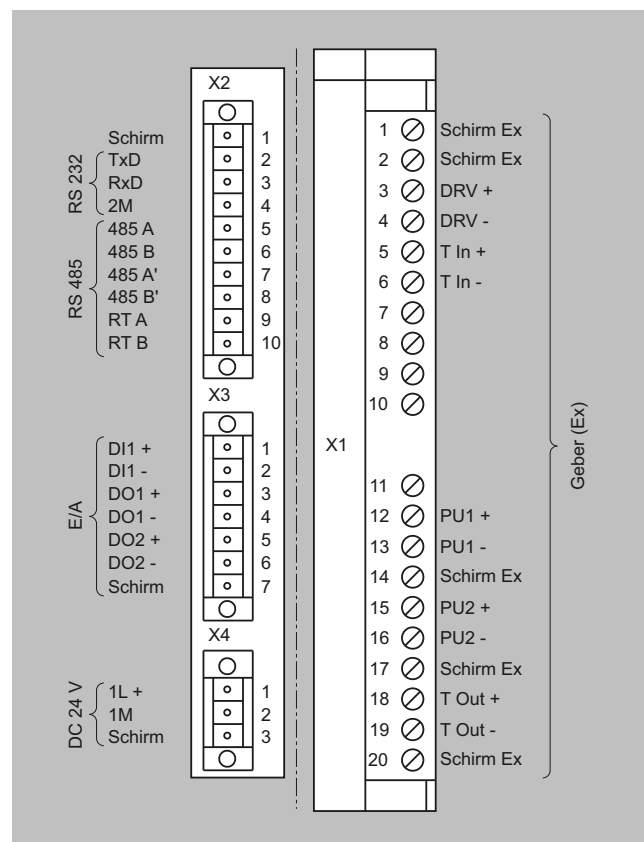 X2
RS 232
Schirm 1
TxD 2
RxD 3
2M 4
RS 485
485 A 5
485 B 6
485 A' 7
485 B' 8
RT A 9
RT B 10
X3
E/A
DI1 + 1
DI1 - 2
DO1 + 3
DO1 - 4
DO2 + 5
DO2 - 6
Schirm 7
X4
DC 24 V
1L + 1
1M 2
Schirm 3
X1
1 Schirm Ex
2 Schirm Ex
3 DRV +
4 DRV -
5 T In +
6 T In -
7
8
9
10
11
12 PU1 +
13 PU1 -
14 Schirm Ex
15 PU2 +
16 PU2 -
17 Schirm Ex
18 T Out +
19 T Out -
20 Schirm Ex
Geber (Ex)